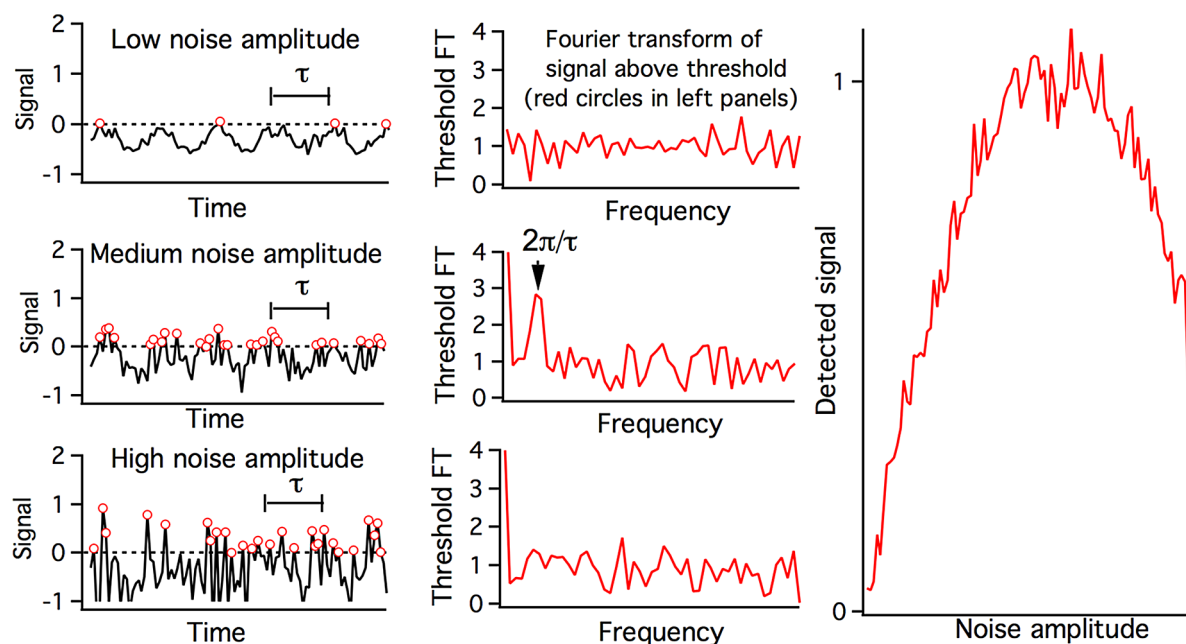 Low noise amplitude
τ
Signal
2
1
0
-1
Time
Fourier transform of
signal above threshold
(red circles in left panels)
Threshold FT
4
3
2
1
0
Frequency
Medium noise amplitude
τ
Signal
2
1
0
-1
Time
2π/τ
Threshold FT
4
3
2
1
0
Frequency
High noise amplitude
τ
Signal
2
1
0
-1
Time
Threshold FT
4
3
2
1
0
Frequency
Detected signal
1
0
Noise amplitude